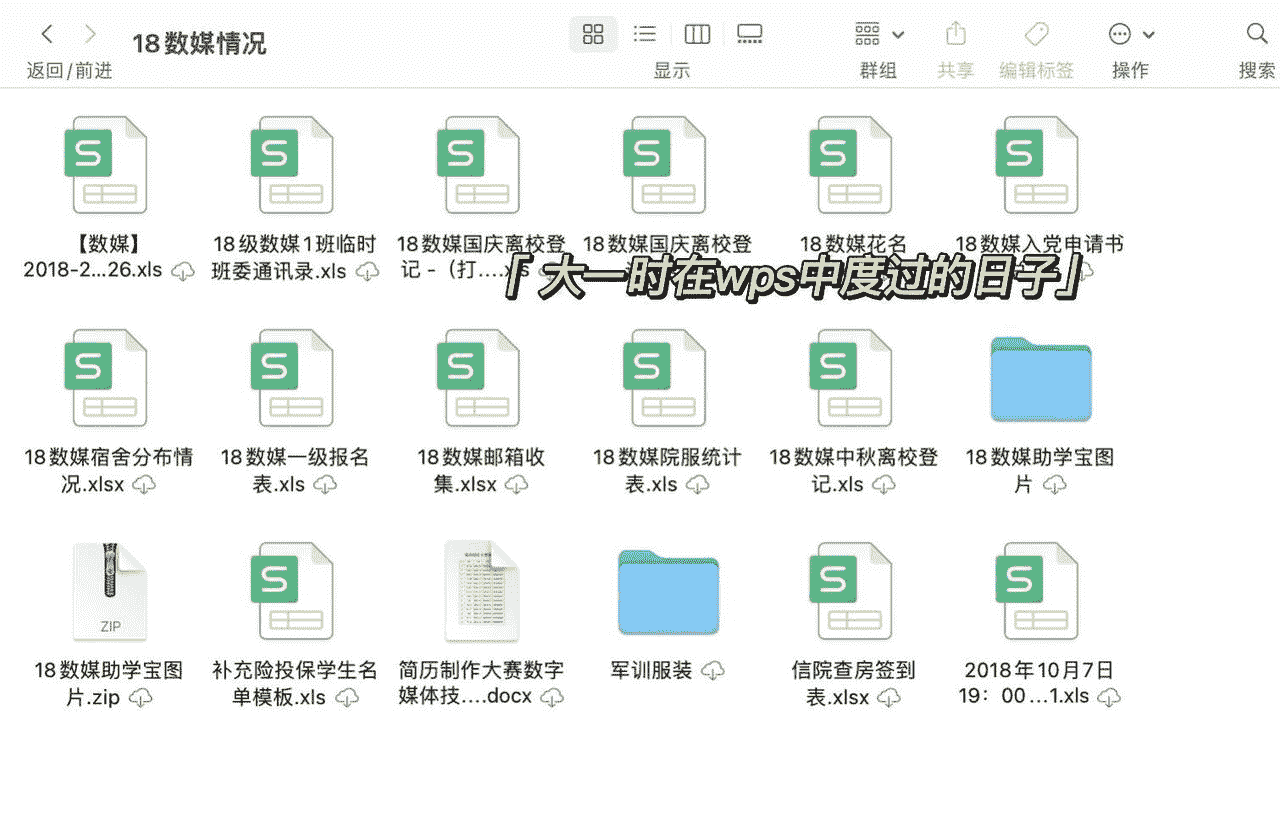 18数媒情况
返回/前进
显示
群组
共享
编辑标签
操作
搜索
【数媒】
2018-2...26.xls
18级数媒1班临时
班委通讯录.xls
18数媒国庆离校登
记 -（打....xls
18数媒国庆离校登
18数媒花名
18数媒入党申请书
「大一时在wps中度过的日子」
18数媒宿舍分布情
况.xlsx
18数媒一级报名
表.xls
18数媒邮箱收
集.xlsx
18数媒院服统计
表.xls
18数媒中秋离校登
记.xls
18数媒助学宝图
片
ZIP
18数媒助学宝图
片.zip
补充险投保学生名
单模板.xls
简历制作大赛数字
媒体技....docx
军训服装
信院查房签到
表.xlsx
2018年10月7日
19：00...1.xls